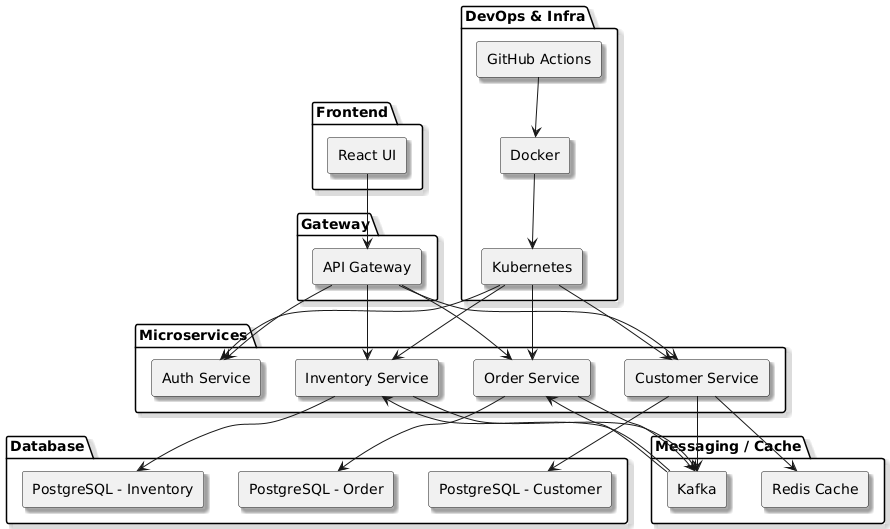 DevOps & Infra
GitHub Actions
Frontend
React UI
Docker
Gateway
API Gateway
Kubernetes
Microservices
Auth Service
Inventory Service
Order Service
Customer Service
Database
Messaging / Cache
PostgreSQL - Inventory
PostgreSQL - Order
PostgreSQL - Customer
Kafka
Redis Cache